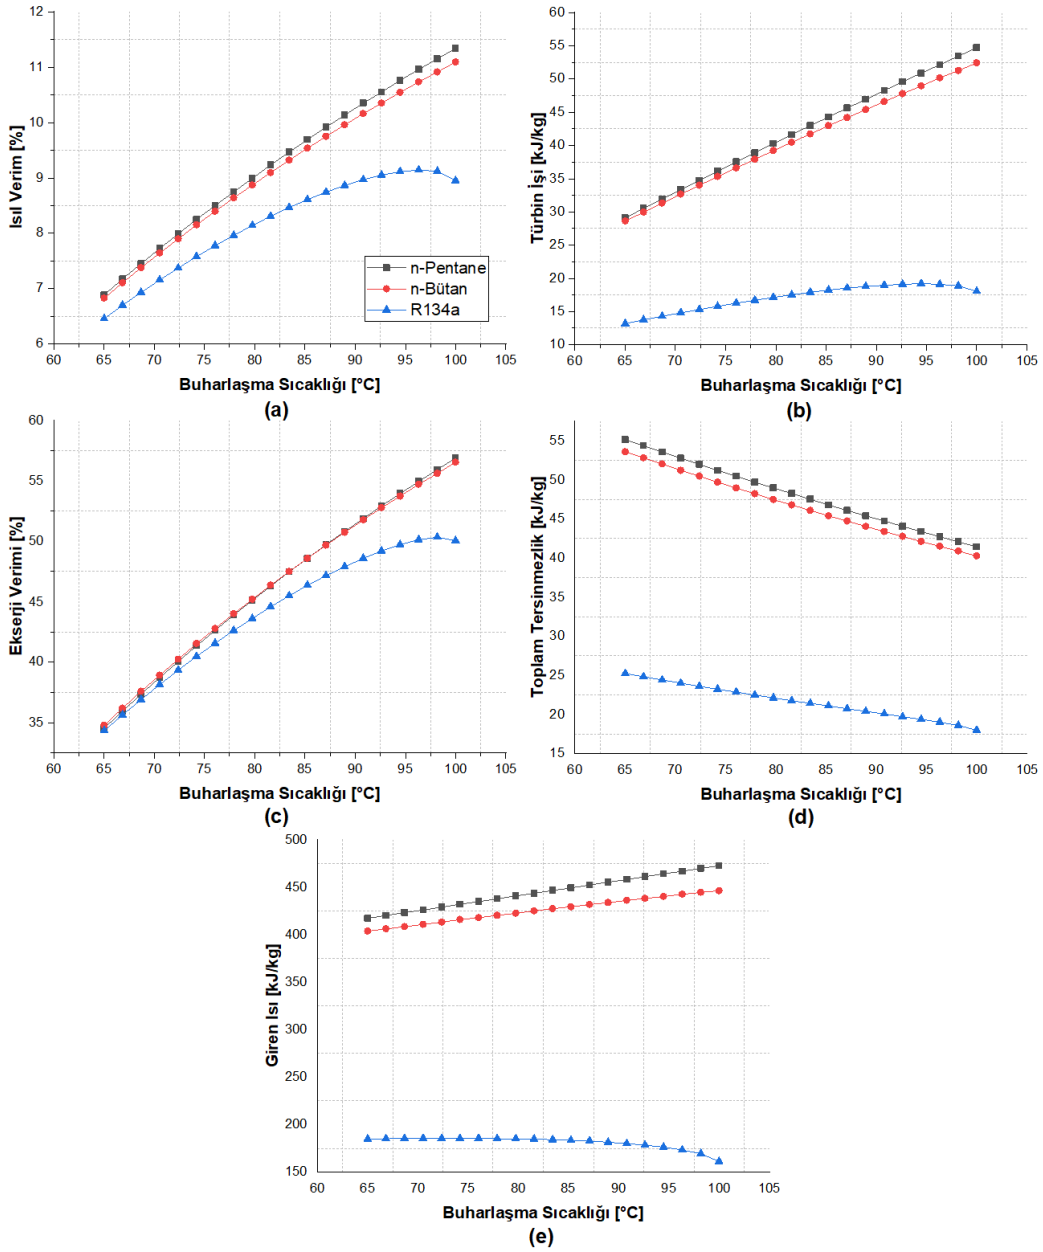 12
11
10
9
8
7
6
Isıl Verim [%]
n-Pentane
n-Bütan
R134a
60 65 70 75 80 85 90 95 100 105
Buharlaşma Sıcaklığı [°C]
(a)
60
55
50
45
40
35
30
25
20
15
10
Türbin İşi [kJ/kg]
60 65 70 75 80 85 90 95 100 105
Buharlaşma Sıcaklığı [°C]
(b)
60
55
50
45
40
35
Ekserji Verimi [%]
60 65 70 75 80 85 90 95 100 105
Buharlaşma Sıcaklığı [°C]
(c)
55
50
45
40
35
30
25
20
15
Toplam Tersinmezlik [kJ/kg]
60 65 70 75 80 85 90 95 100 105
Buharlaşma Sıcaklığı [°C]
(d)
500
450
400
350
300
250
200
150
Giren Isı [kJ/kg]
60 65 70 75 80 85 90 95 100 105
Buharlaşma Sıcaklığı [°C]
(e)